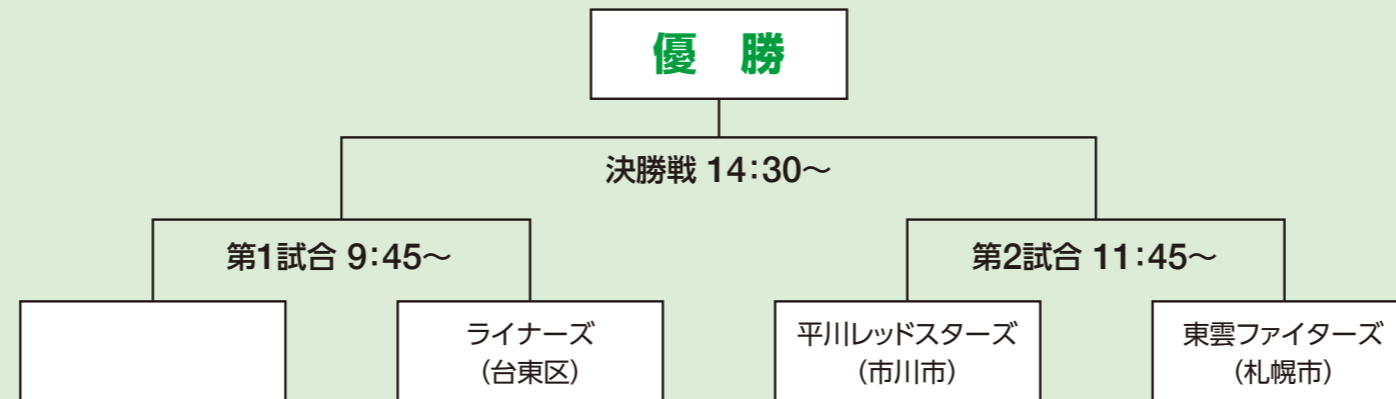 優 勝
決勝戦 14:30〜
第1試合 9:45〜
第2試合 11:45〜
ライナーズ
（台東区）
平川レッドスターズ
（市川市）
東雲ファイターズ
（札幌市）